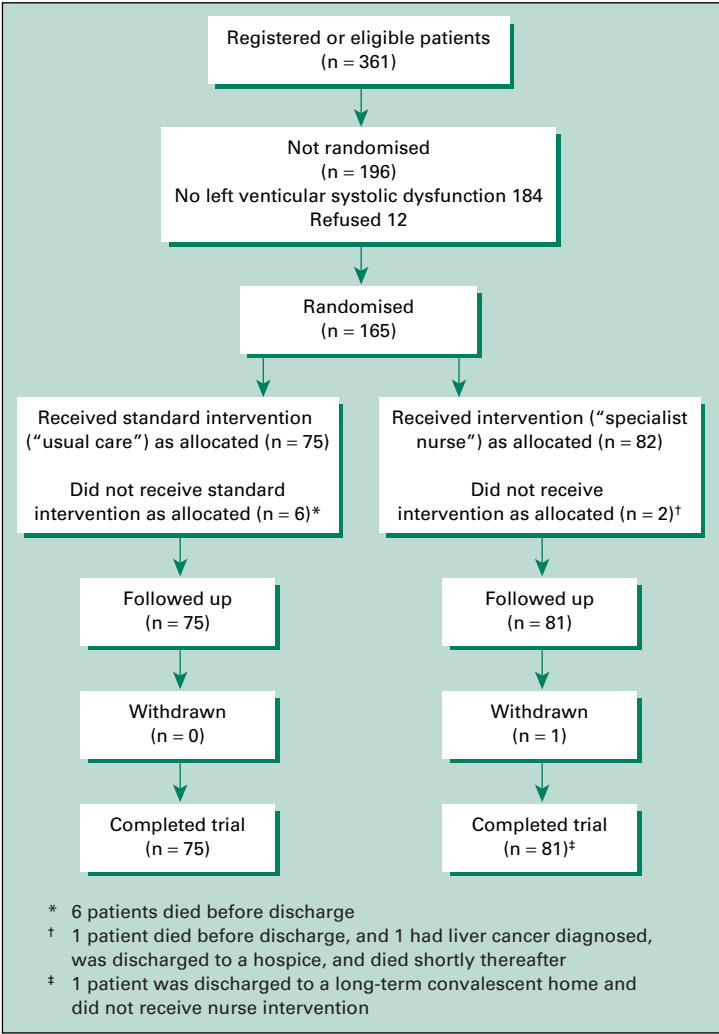 Registered or eligible patients
(n = 361)
Not randomised
(n = 196)
No left venticular systolic dysfunction 184
Refused 12
Randomised
(n = 165)
Received standard intervention
("usual care") as allocated (n = 75)
Did not receive standard
intervention as allocated (n = 6)*
Received intervention ("specialist
nurse") as allocated (n = 82)
Did not receive
intervention as allocated (n = 2)†
Followed up
(n = 75)
Followed up
(n = 81)
Withdrawn
(n = 0)
Withdrawn
(n = 1)
Completed trial
(n = 75)
Completed trial
(n = 81)‡
* 6 patients died before discharge
† 1 patient died before discharge, and 1 had liver cancer diagnosed,
was discharged to a hospice, and died shortly thereafter
‡ 1 patient was discharged to a long-term convalescent home and
did not receive nurse intervention